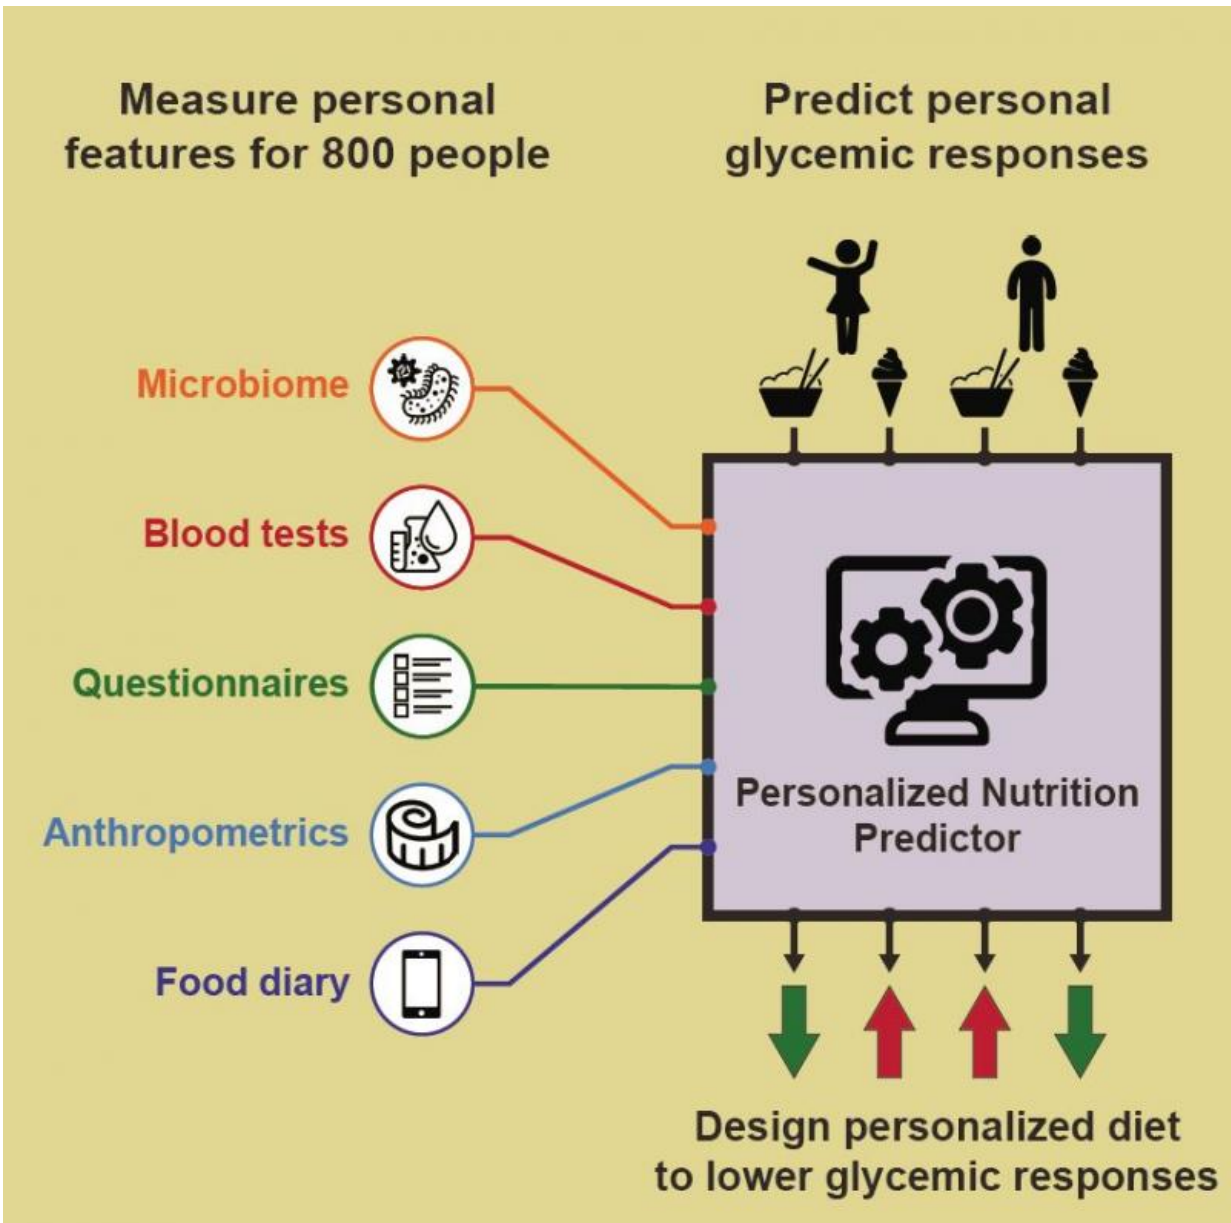 Measure personal
features for 800 people
Predict personal
glycemic responses
Microbiome
Blood tests
Questionnaires
Anthropometrics
Food diary
Personalized Nutrition
Predictor
Design personalized diet
to lower glycemic responses